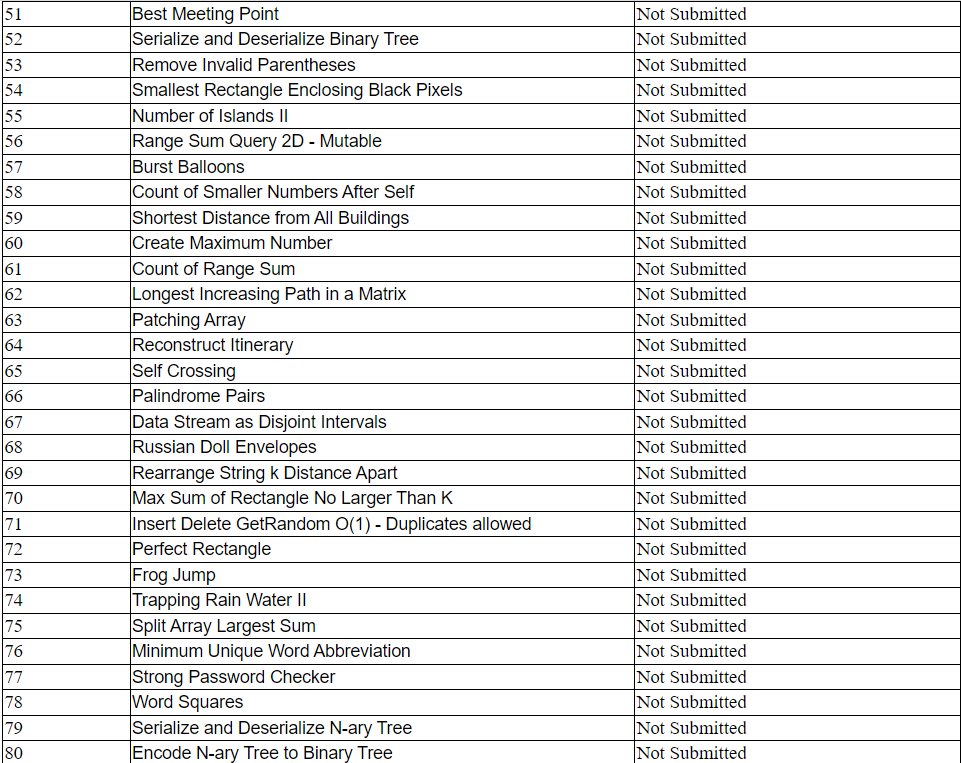 51 Best Meeting Point Not Submitted
52 Serialize and Deserialize Binary Tree Not Submitted
53 Remove Invalid Parentheses Not Submitted
54 Smallest Rectangle Enclosing Black Pixels Not Submitted
55 Number of Islands II Not Submitted
56 Range Sum Query 2D - Mutable Not Submitted
57 Burst Balloons Not Submitted
58 Count of Smaller Numbers After Self Not Submitted
59 Shortest Distance from All Buildings Not Submitted
60 Create Maximum Number Not Submitted
61 Count of Range Sum Not Submitted
62 Longest Increasing Path in a Matrix Not Submitted
63 Patching Array Not Submitted
64 Reconstruct Itinerary Not Submitted
65 Self Crossing Not Submitted
66 Palindrome Pairs Not Submitted
67 Data Stream as Disjoint Intervals Not Submitted
68 Russian Doll Envelopes Not Submitted
69 Rearrange String k Distance Apart Not Submitted
70 Max Sum of Rectangle No Larger Than K Not Submitted
71 Insert Delete GetRandom O(1) - Duplicates allowed Not Submitted
72 Perfect Rectangle Not Submitted
73 Frog Jump Not Submitted
74 Trapping Rain Water II Not Submitted
75 Split Array Largest Sum Not Submitted
76 Minimum Unique Word Abbreviation Not Submitted
77 Strong Password Checker Not Submitted
78 Word Squares Not Submitted
79 Serialize and Deserialize N-ary Tree Not Submitted
80 Encode N-ary Tree to Binary Tree Not Submitted